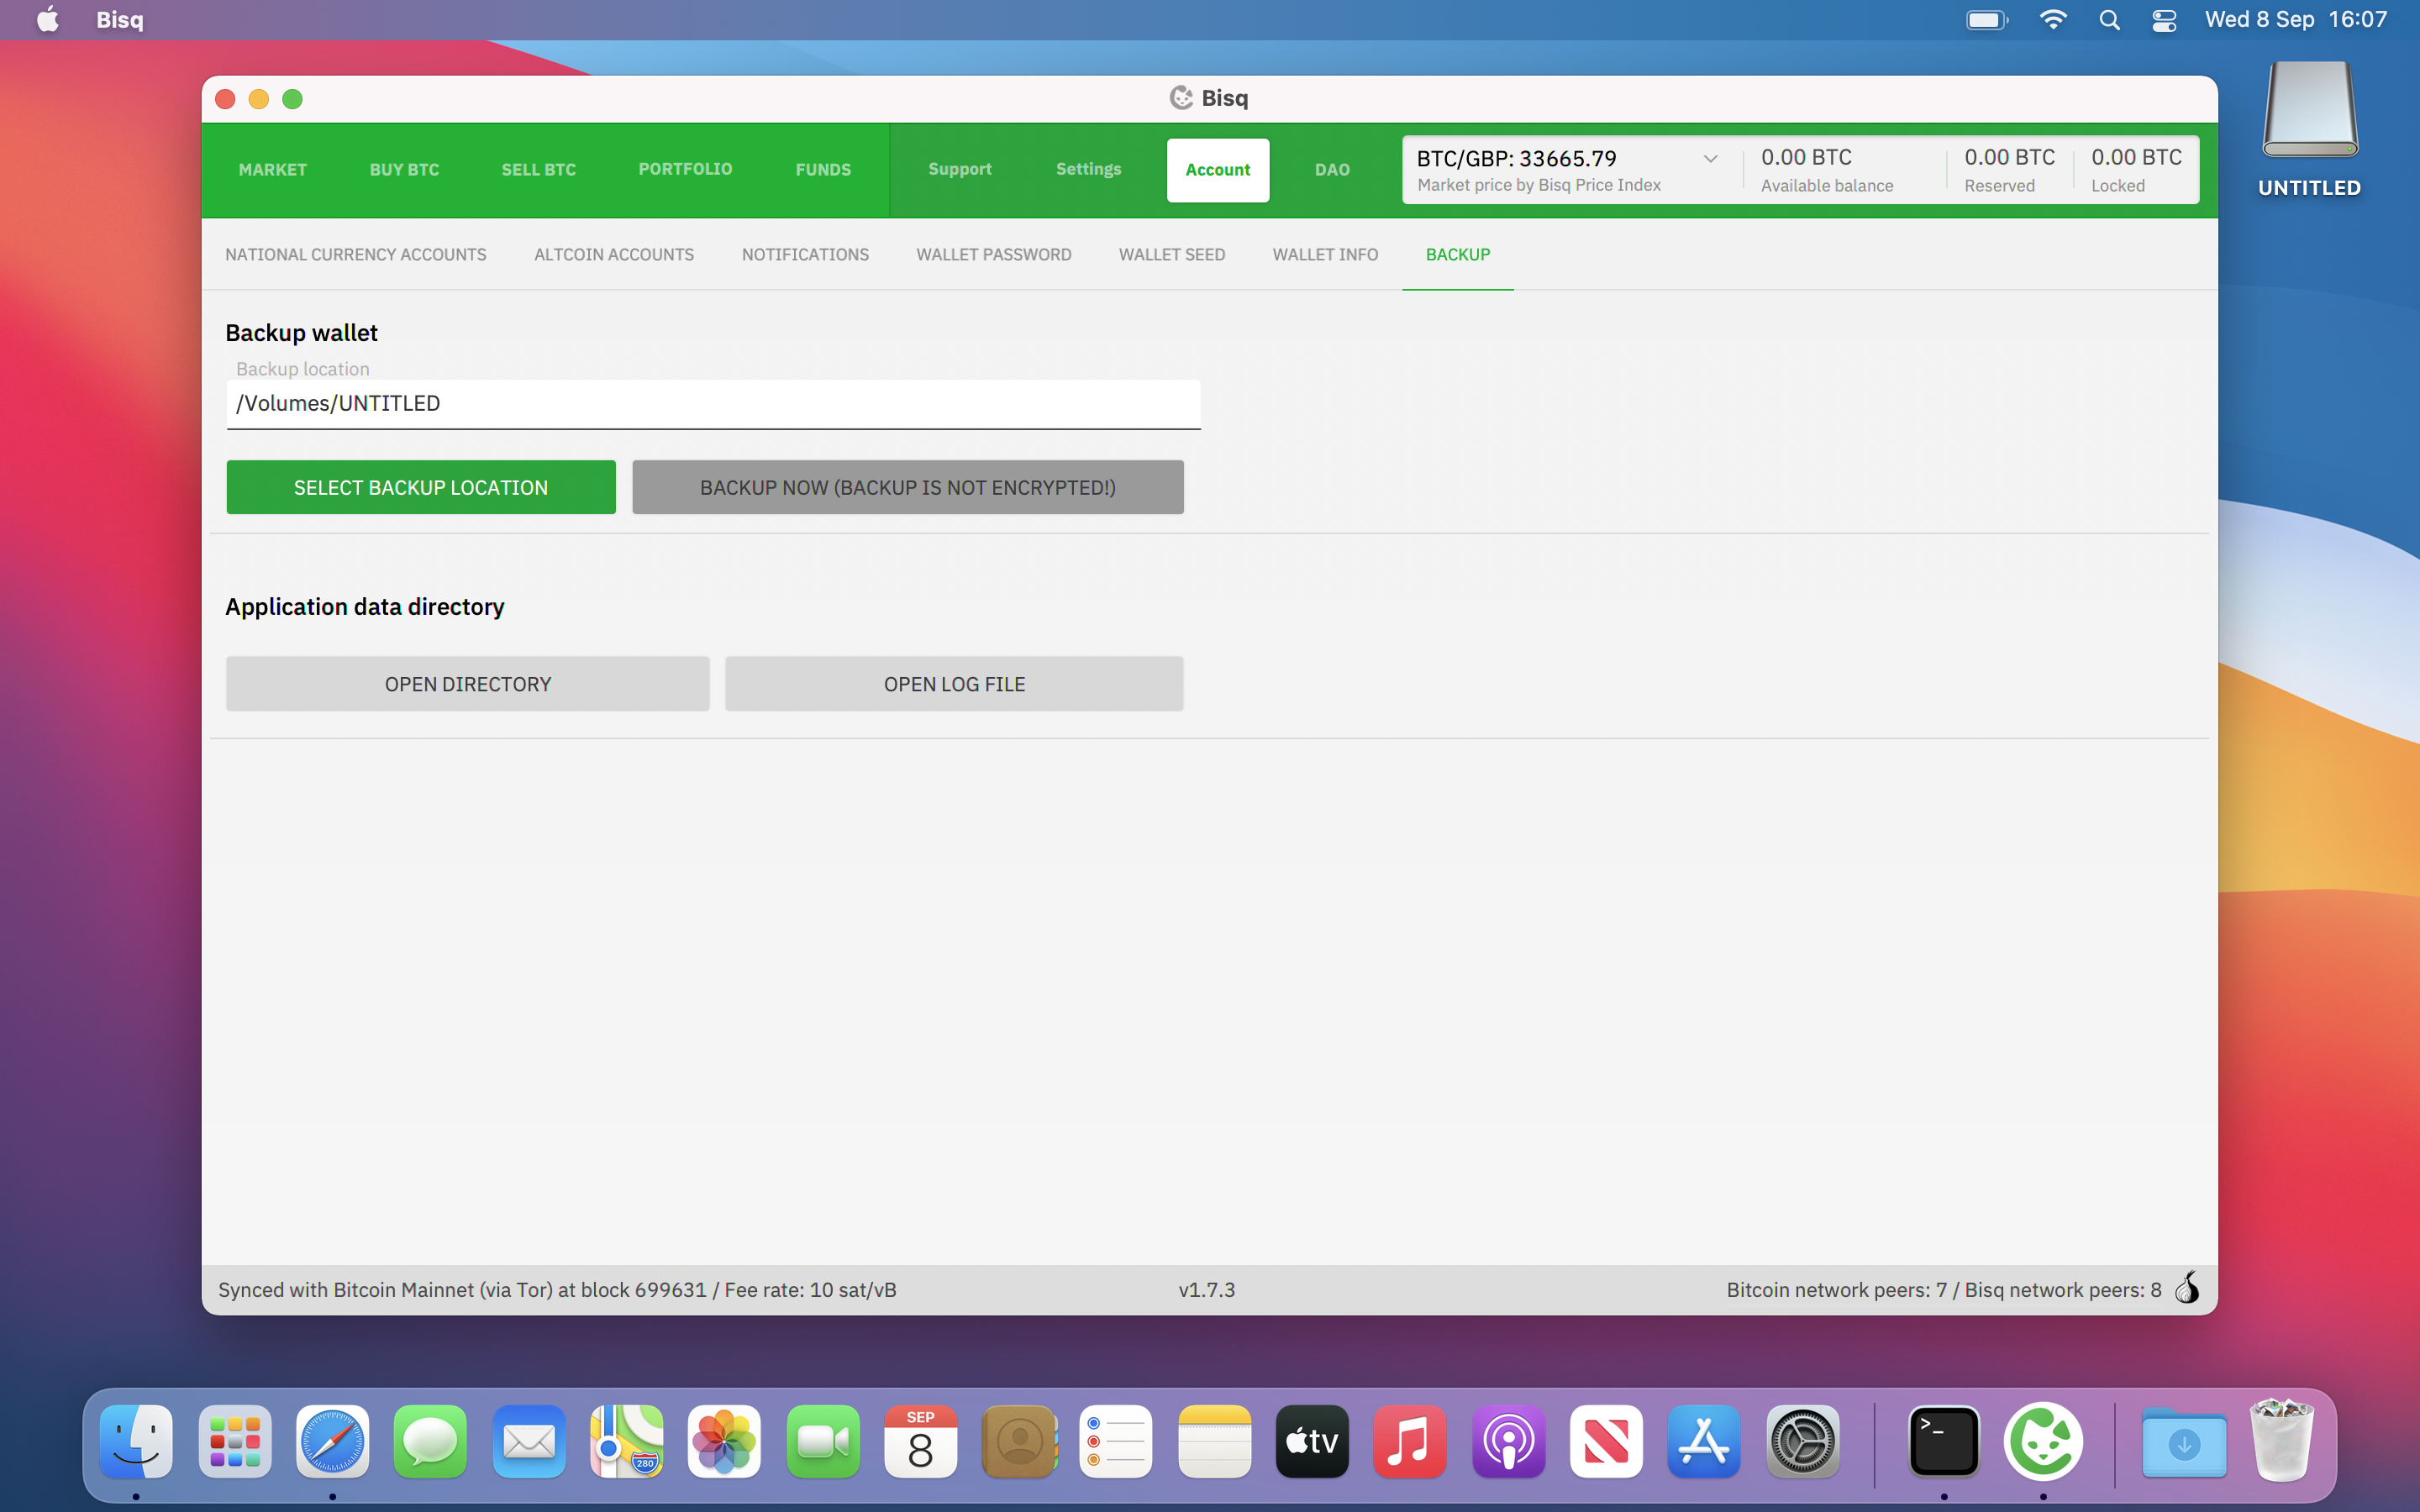 Bisq
Wed 8 Sep 16:07
Bisq
MARKET
BUY BTC
SELL BTC
PORTFOLIO
FUNDS
Support
Settings
Account
DAO
BTC/GBP: 33665.79
Market price by Bisq Price Index
0.00 BTC
Available balance
0.00 BTC
Reserved
0.00 BTC
Locked
UNTITLED
NATIONAL CURRENCY ACCOUNTS
ALTCOIN ACCOUNTS
NOTIFICATIONS
WALLET PASSWORD
WALLET SEED
WALLET INFO
BACKUP
Backup wallet
Backup location
/Volumes/UNTITLED
SELECT BACKUP LOCATION
BACKUP NOW (BACKUP IS NOT ENCRYPTED!)
Application data directory
OPEN DIRECTORY
OPEN LOG FILE
Synced with Bitcoin Mainnet (via Tor) at block 699631 / Fee rate: 10 sat/vB
v1.7.3
Bitcoin network peers: 7 / Bisq network peers: 8
280
SEP
8
tv
>_